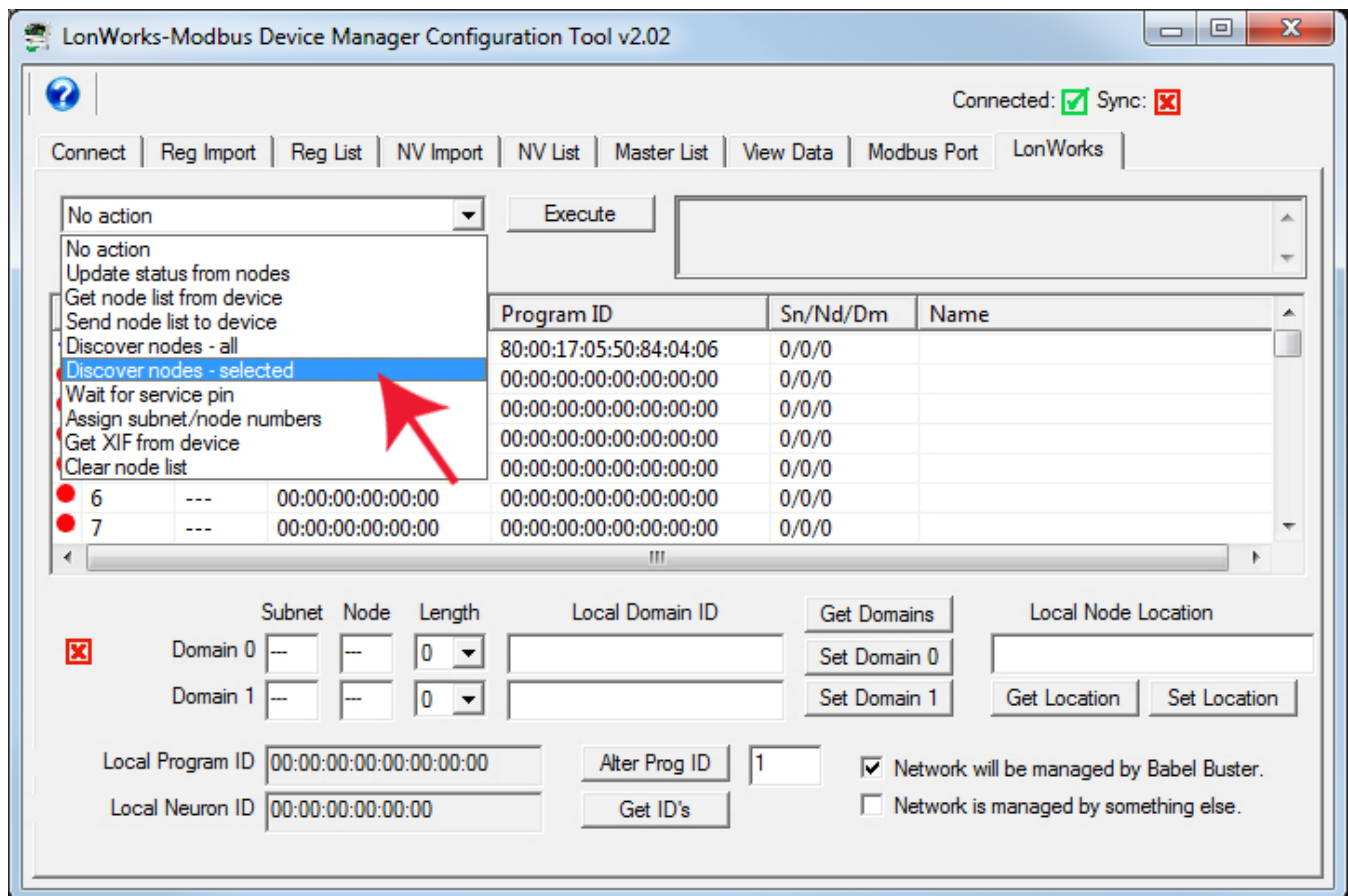 LonWorks-Modbus Device Manager Configuration Tool v2.02
Connected: Sync:
Connect Reg Import Reg List NV Import NV List Master List View Data Modbus Port LonWorks
No action Execute
No action
Update status from nodes
Get node list from device
Send node list to device
Discover nodes - all
Discover nodes - selected
Wait for service pin
Assign subnet/node numbers
Get XIF from device
Clear node list
Program ID Sn/Nd/Dm Name
80:00:17:05:50:84:04:06 0/0/0
00:00:00:00:00:00:00:00 0/0/0
00:00:00:00:00:00:00:00 0/0/0
00:00:00:00:00:00:00:00 0/0/0
00:00:00:00:00:00:00:00 0/0/0
6 --- 00:00:00:00:00:00 00:00:00:00:00:00:00:00 0/0/0
7 --- 00:00:00:00:00:00 00:00:00:00:00:00:00:00 0/0/0
Subnet Node Length Local Domain ID Get Domains Local Node Location
Domain 0 --- --- 0 Set Domain 0
Domain 1 --- --- 0 Set Domain 1 Get Location Set Location
Local Program ID 00:00:00:00:00:00:00:00 Alter Prog ID 1 Network will be managed by Babel Buster.
Local Neuron ID 00:00:00:00:00:00 Get ID's Network is managed by something else.